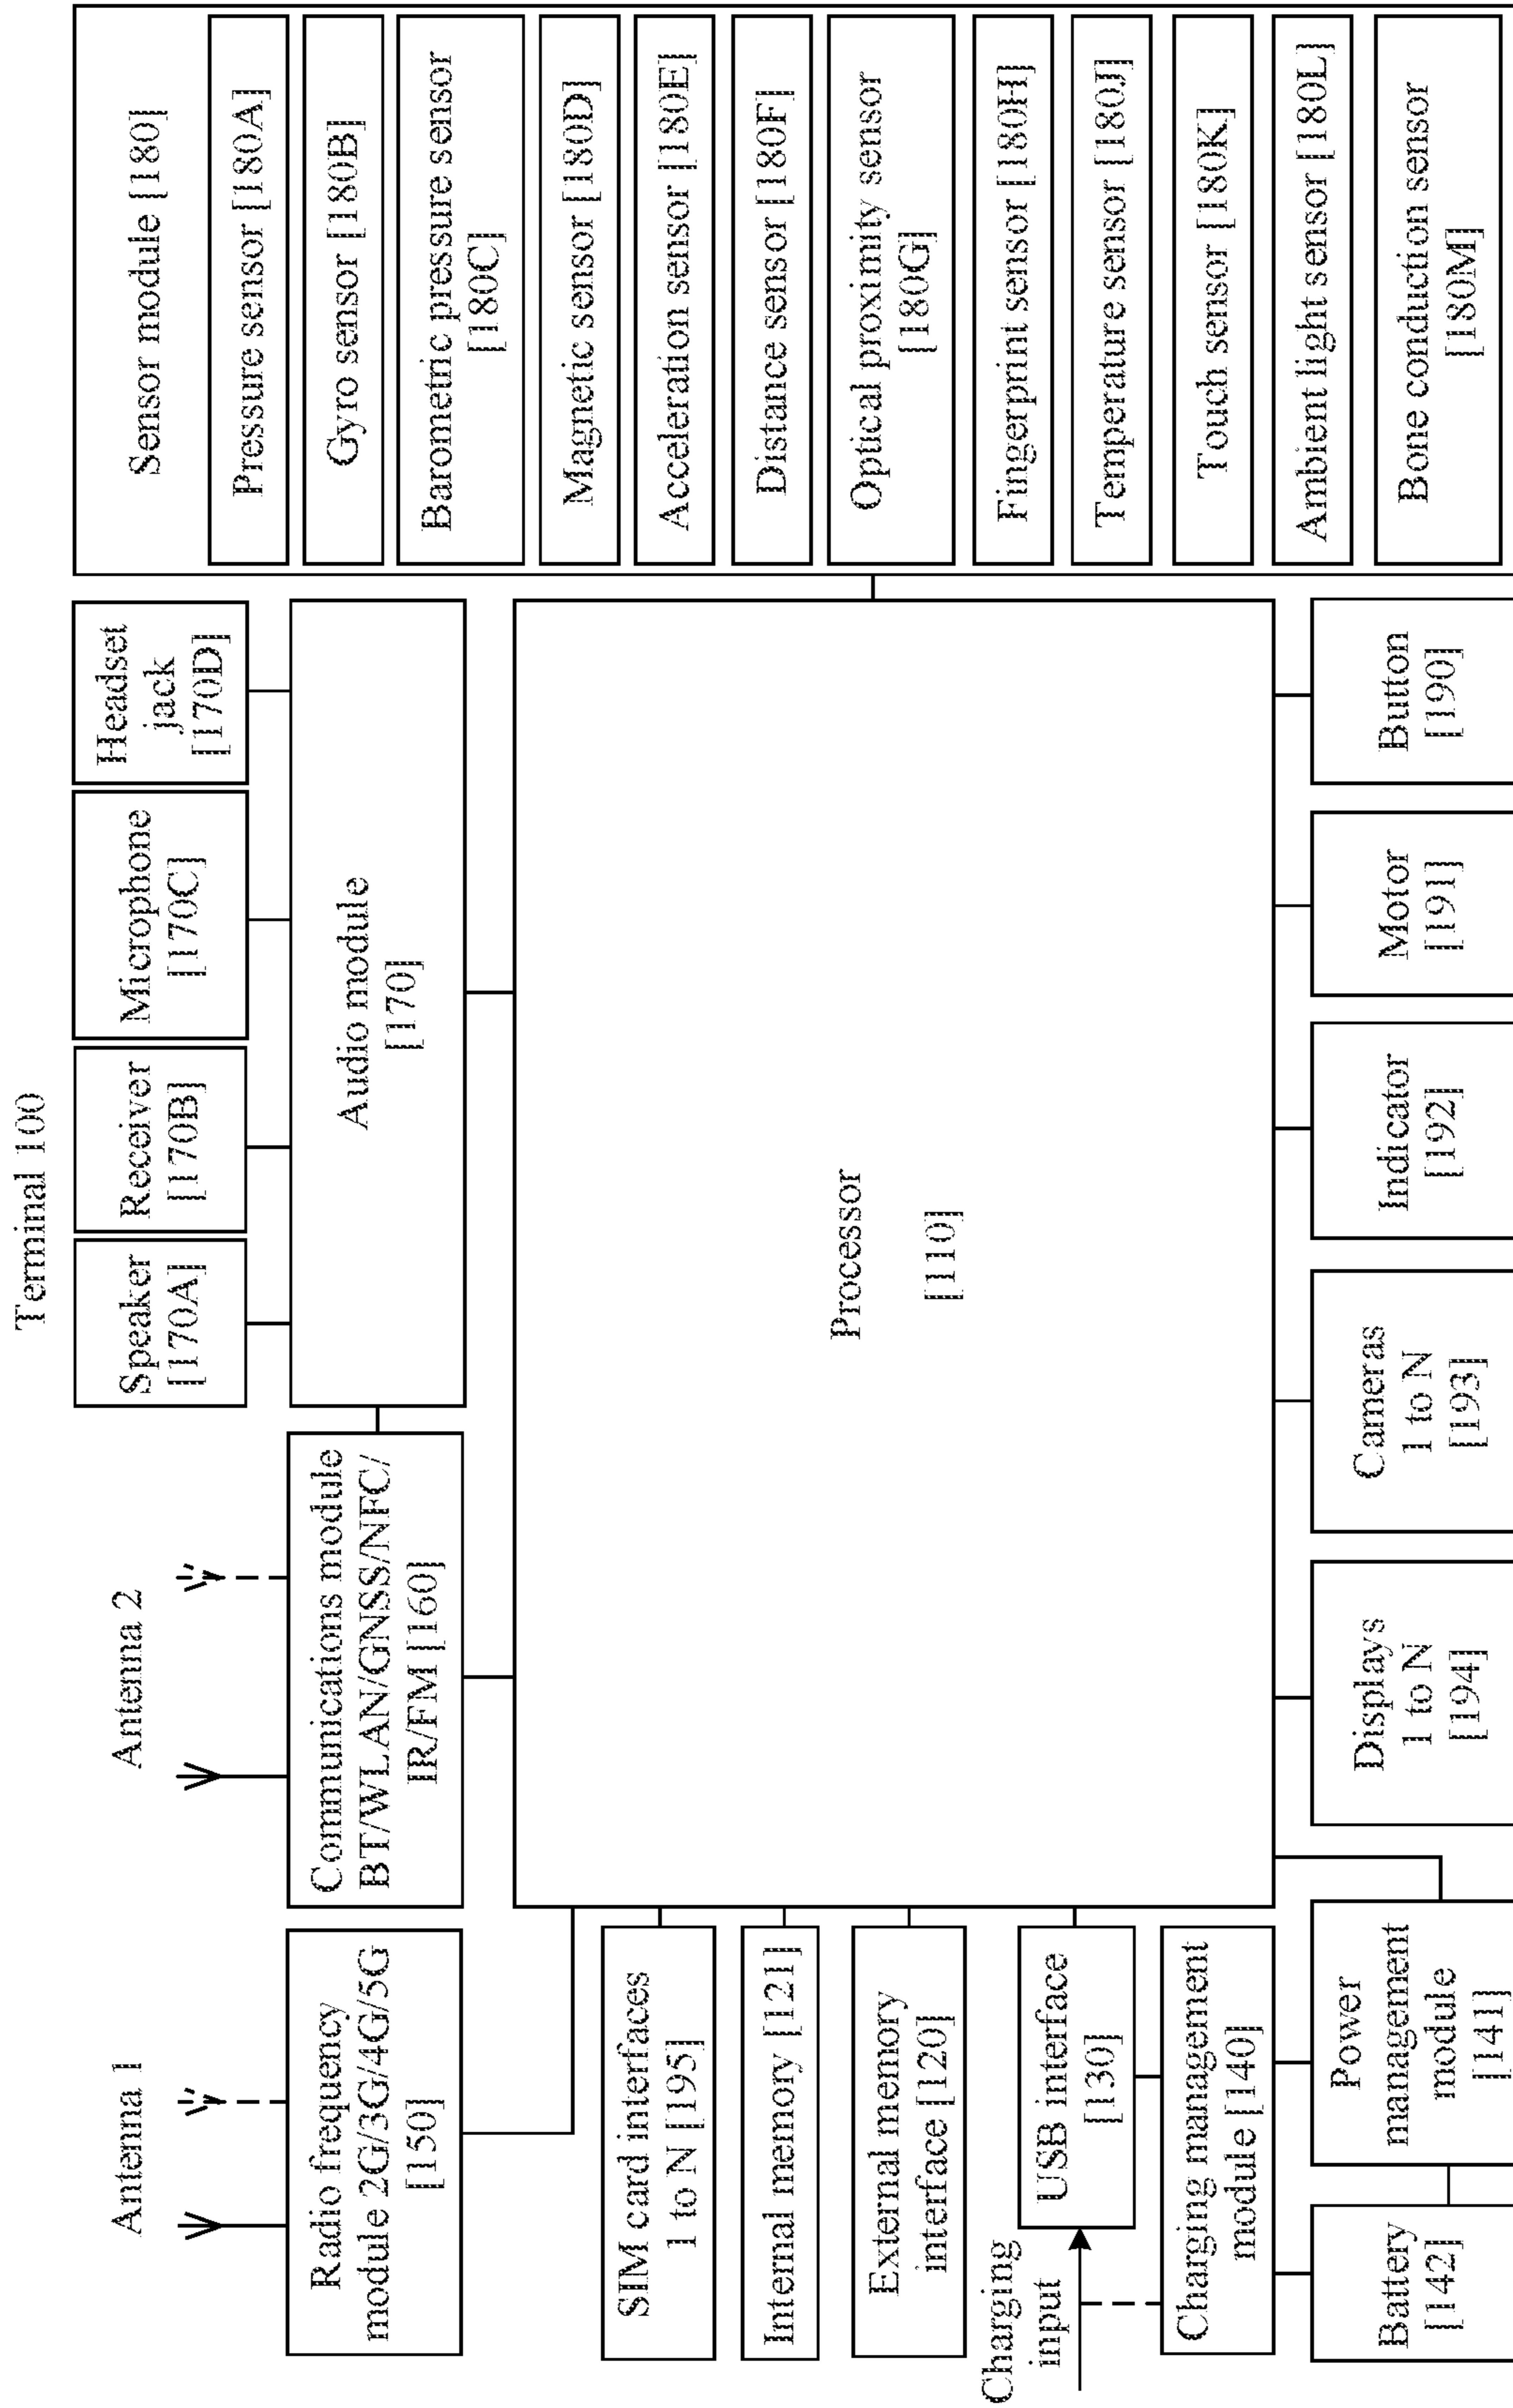 Terminal 100
Antenna 1
Antenna 2
Radio frequency
module 2G/3G/4G/5G
[150]
Communications module
BT/WLAN/GNSS/NFC/
IR/FM [160]
Speaker
[170A]
Receiver
[170B]
Microphone
[170C]
Headset
jack
[170D]
Audio module
[170]
SIM card interfaces
1 to N [195]
Internal memory [121]
External memory
interface [120]
Charging
input
USB interface
[130]
Charging management
module [140]
Battery
[142]
Power
management
module
[141]
Processor
[110]
Displays
1 to N
[194]
Cameras
1 to N
[193]
Indicator
[192]
Motor
[191]
Button
[190]
Sensor module [180]
Pressure sensor [180A]
Gyro sensor [180B]
Barometric pressure sensor
[180C]
Magnetic sensor [180D]
Acceleration sensor [180E]
Distance sensor [180F]
Optical proximity sensor
[180G]
Fingerprint sensor [180H]
Temperature sensor [180J]
Touch sensor [180K]
Ambient light sensor [180L]
Bone conduction sensor
[180M]